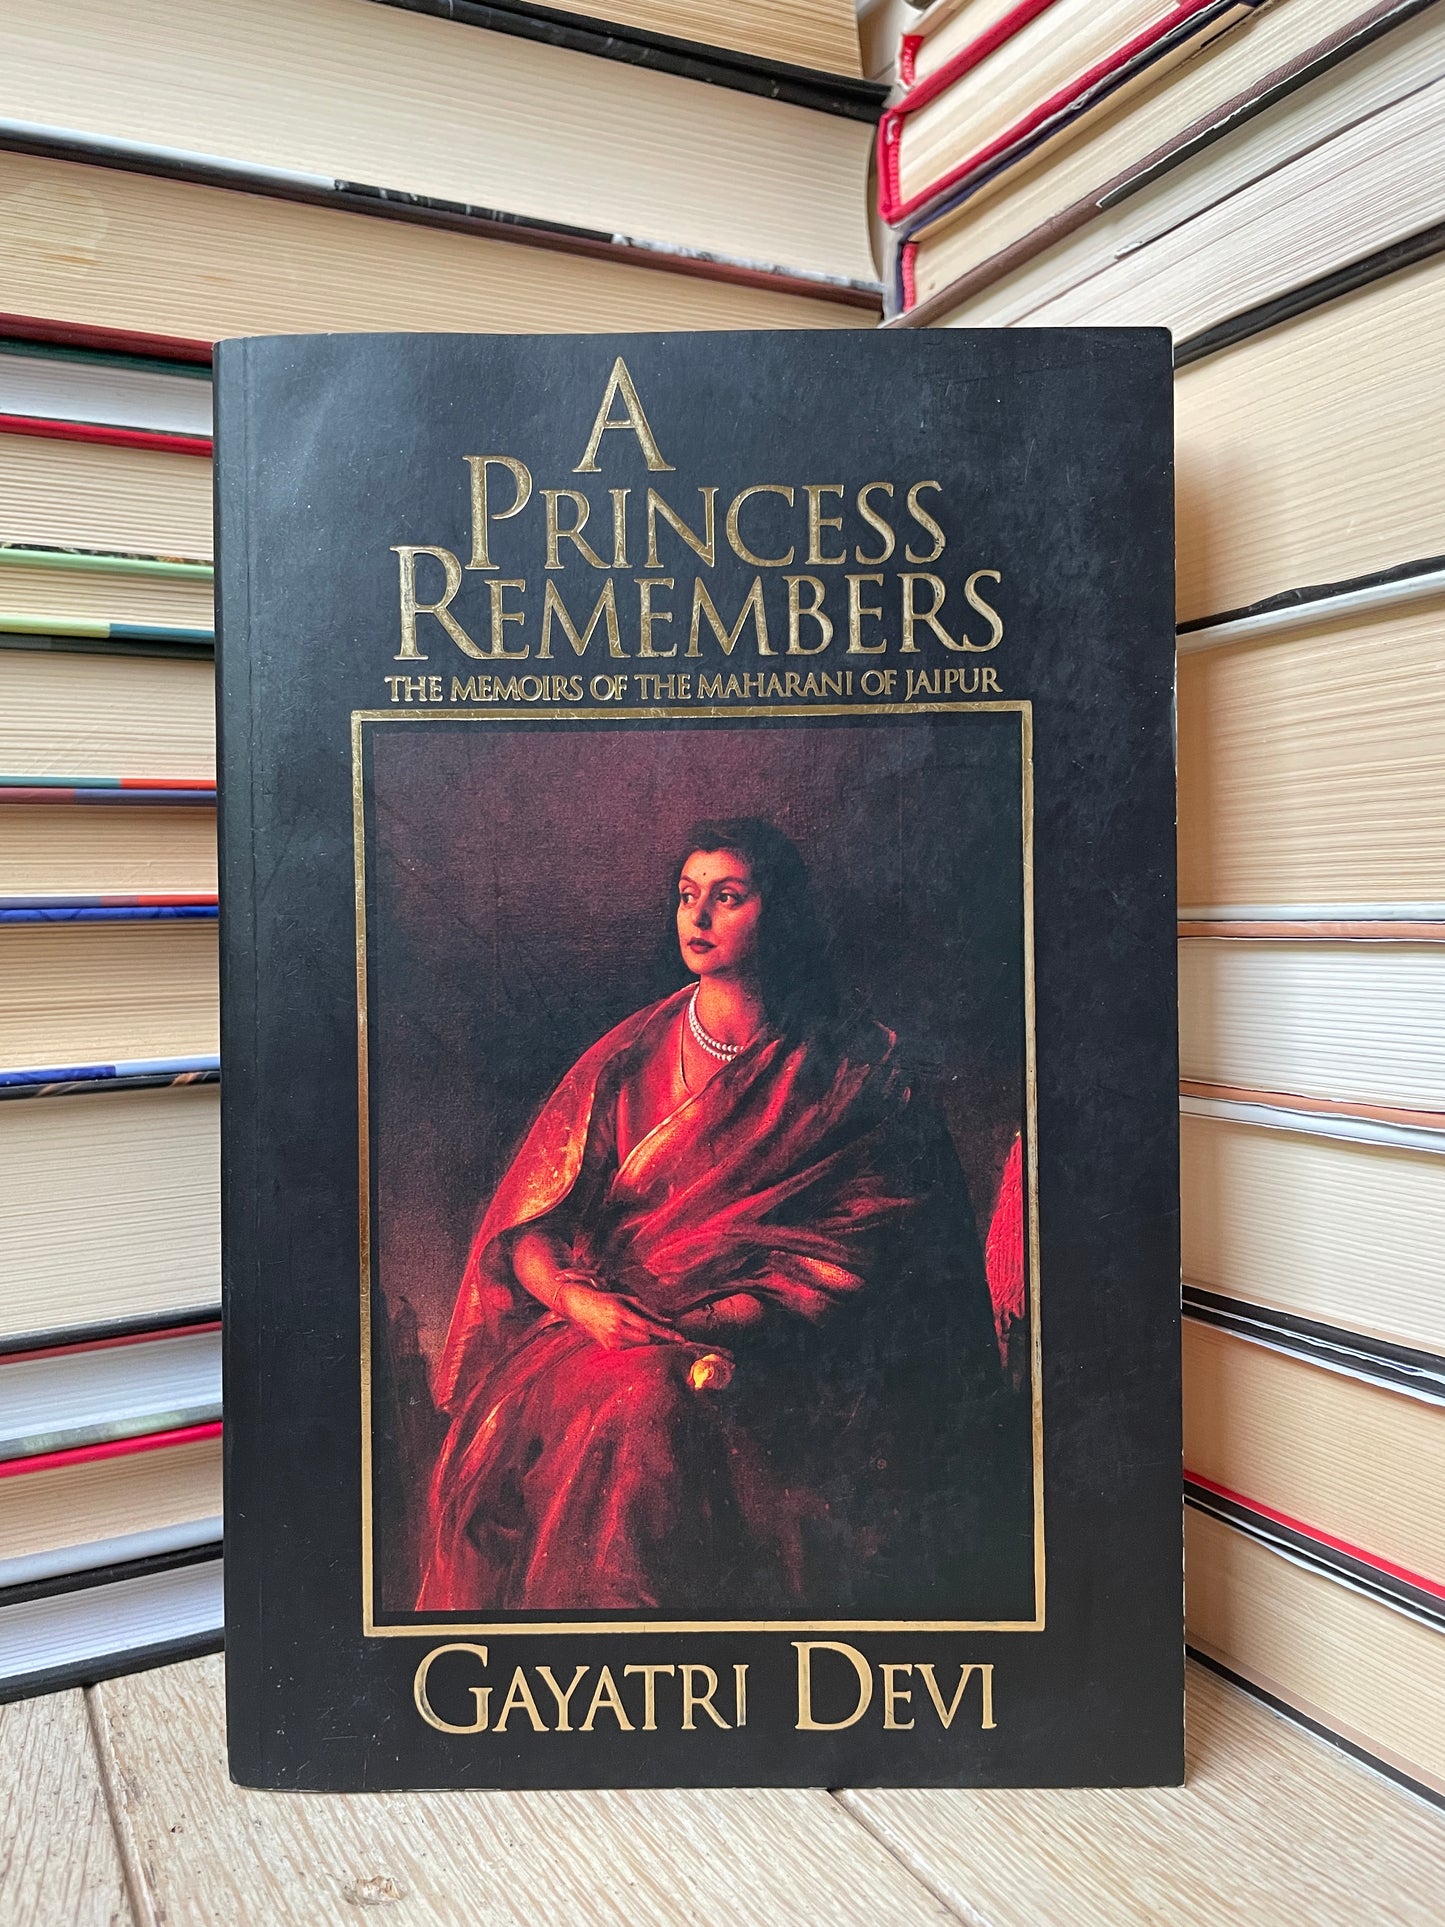 A
PRINCESS
REMEMBERS
THE MEMOIRS OF THE MAHARANI OF JAIPUR
GAYATRI DEVI